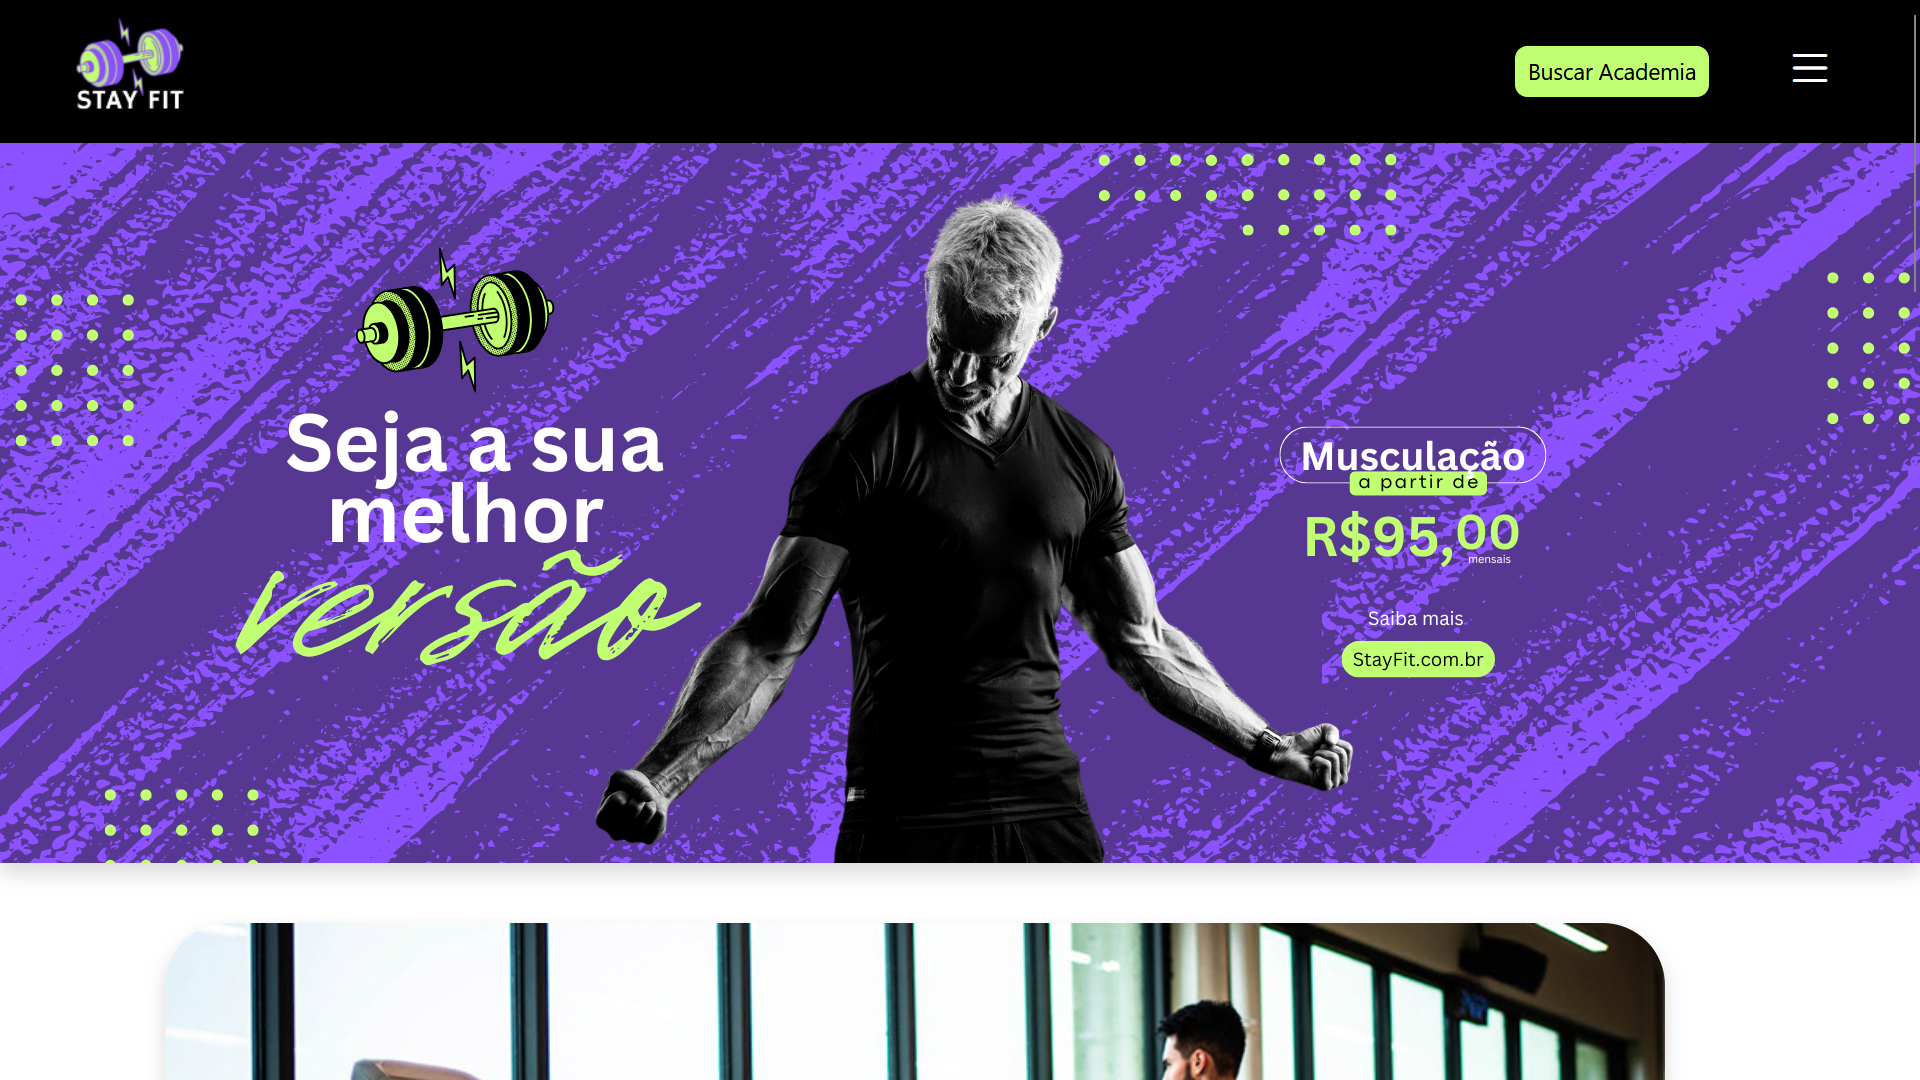 STAY FIT
Buscar Academia
Seja a sua
melhor
versão
Musculação
a partir de
R$95,00
mensais
Saiba mais
StayFit.com.br